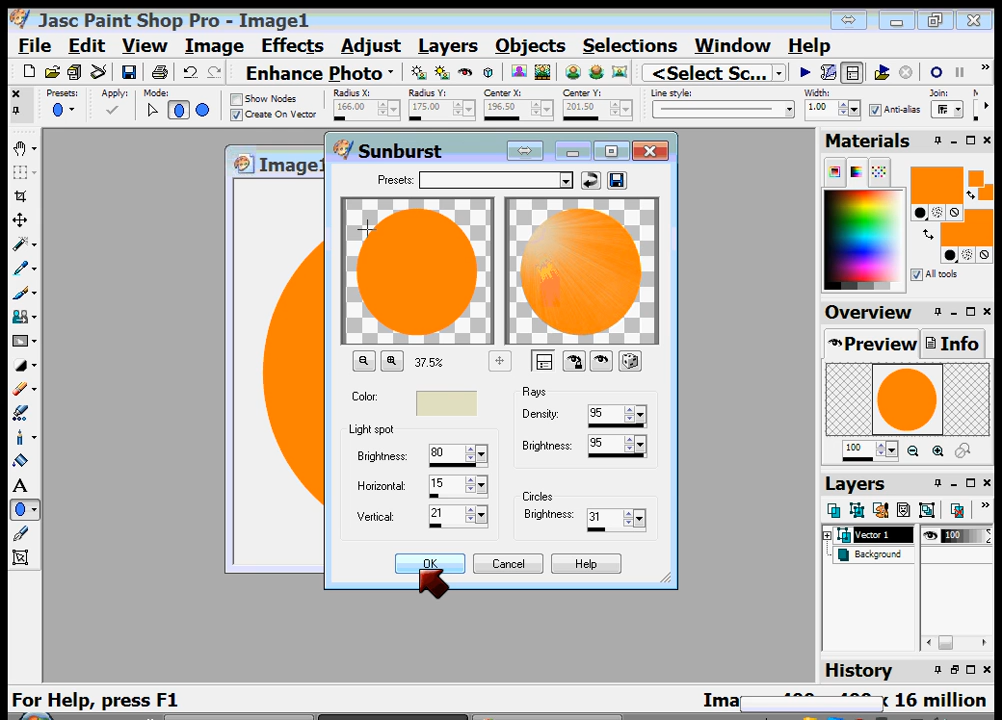 Jasc Paint Shop Pro - Image1
File Edit View Image Effects Adjust Layers Objects Selections Window Help
Enhance Photo <Select Sc...
Presets: Apply: Mode: Show Nodes Create On Vector Radius X: Radius Y: Center X: Center Y: Line style: Width: Anti-alias Join:
166.00 175.00 196.50 201.50 1.00
Image1
Sunburst
Presets:
37.5%
Color:
Light spot
Brightness: 80
Horizontal: 15
Vertical: 21
Rays
Density: 95
Brightness: 95
Circles
Brightness: 31
OK Cancel Help
Materials
All tools
Overview
Preview Info
100
Layers
Vector 1 100
Background
History
For Help, press F1
16 million